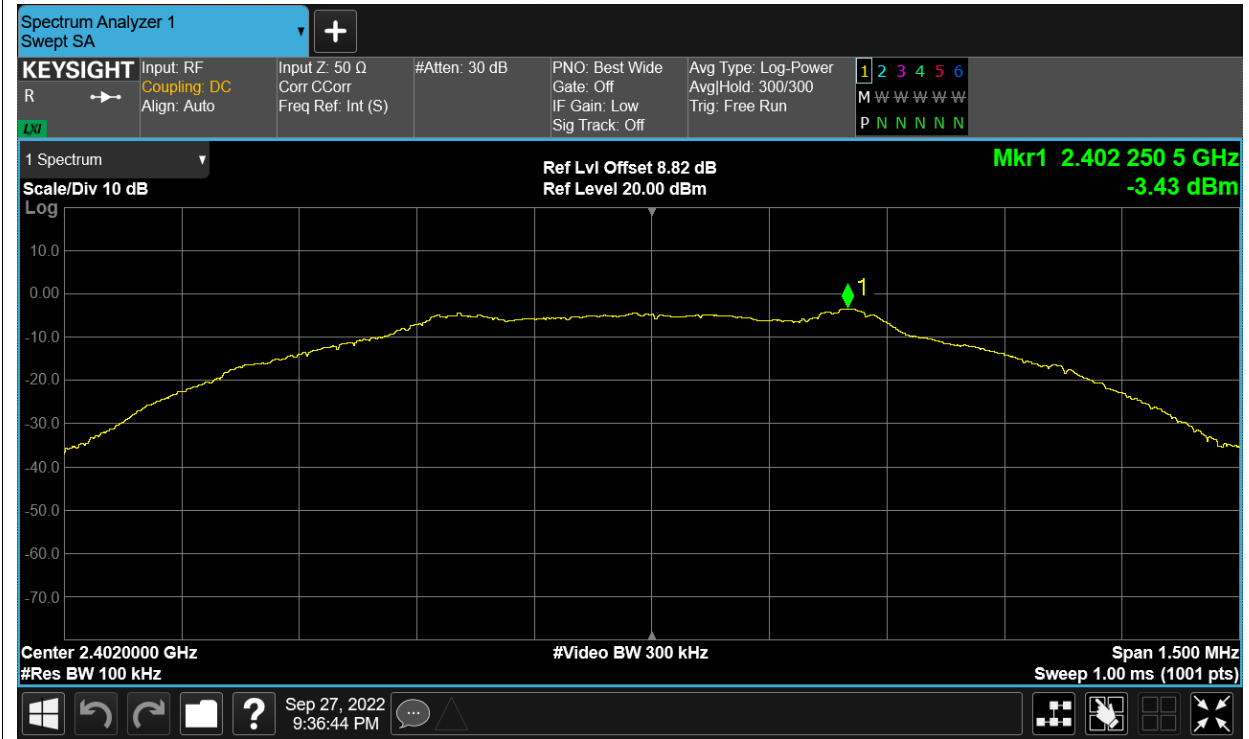 Spectrum Analyzer 1
Swept SA
KEYSIGHT
R
LXI
Input: RF
Coupling: DC
Align: Auto
Input Z: 50 Ω
Corr CCorr
Freq Ref: Int (S)
#Atten: 30 dB
PNO: Best Wide
Gate: Off
IF Gain: Low
Sig Track: Off
Avg Type: Log-Power
Avg|Hold: 300/300
Trig: Free Run
1 2 3 4 5 6
M W W W W W
P N N N N N
1 Spectrum
Scale/Div 10 dB
Ref Lvl Offset 8.82 dB
Ref Level 20.00 dBm
Mkr1 2.402 250 5 GHz
-3.43 dBm
Log
10.0
0.00
-10.0
-20.0
-30.0
-40.0
-50.0
-60.0
-70.0
1
Center 2.4020000 GHz
#Res BW 100 kHz
#Video BW 300 kHz
Span 1.500 MHz
Sweep 1.00 ms (1001 pts)
?
Sep 27, 2022
9:36:44 PM